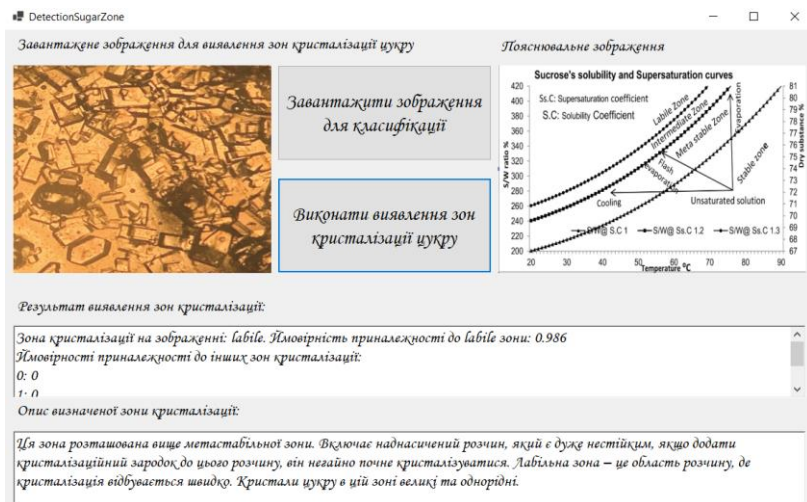 DetectionSugarZone
Завантажене зображення для виявлення зон кристалізації цукру
Пояснювальне зображення
Завантажити зображення
для класифікації
Виконати виявлення зон
кристалізації цукру
Sucrose's solubility and Supersaturation curves
Ss.C: Supersaturation coefficient
S.C: Solubility Coefficient
Labile Zone
Intermediate Zone
Meta stable Zone
Evaporation
Stable zone
Flash
evaporation
Cooling
Unsaturated solution
S/W@ S.C 1
S/W@ Ss.C 1.2
S/W@ Ss.C 1.3
S/W ratio %
420
400
380
360
340
320
300
280
260
240
220
200
Dry substance %
81
80
79
78
77
76
75
74
73
72
71
70
69
68
67
20 30 40 50 60 70 80 90
Temperature ºC
Результат виявлення зон кристалізації:
Зона кристалізації на зображенні: labile. Ймовірність приналежності до labile зони: 0.986
Ймовірності приналежності до інших зон кристалізації:
0: 0
1: 0
Опис визначеної зони кристалізації:
Ця зона розташована вище метастабільної зони. Включає наднасичений розчин, який є дуже нестійким, якщо додати
кристалізаційний зародок до цього розчину, він негайно почне кристалізуватися. Лабільна зона – це область розчину, де
кристалізація відбувається швидко. Кристали цукру в цій зоні великі та однорідні.